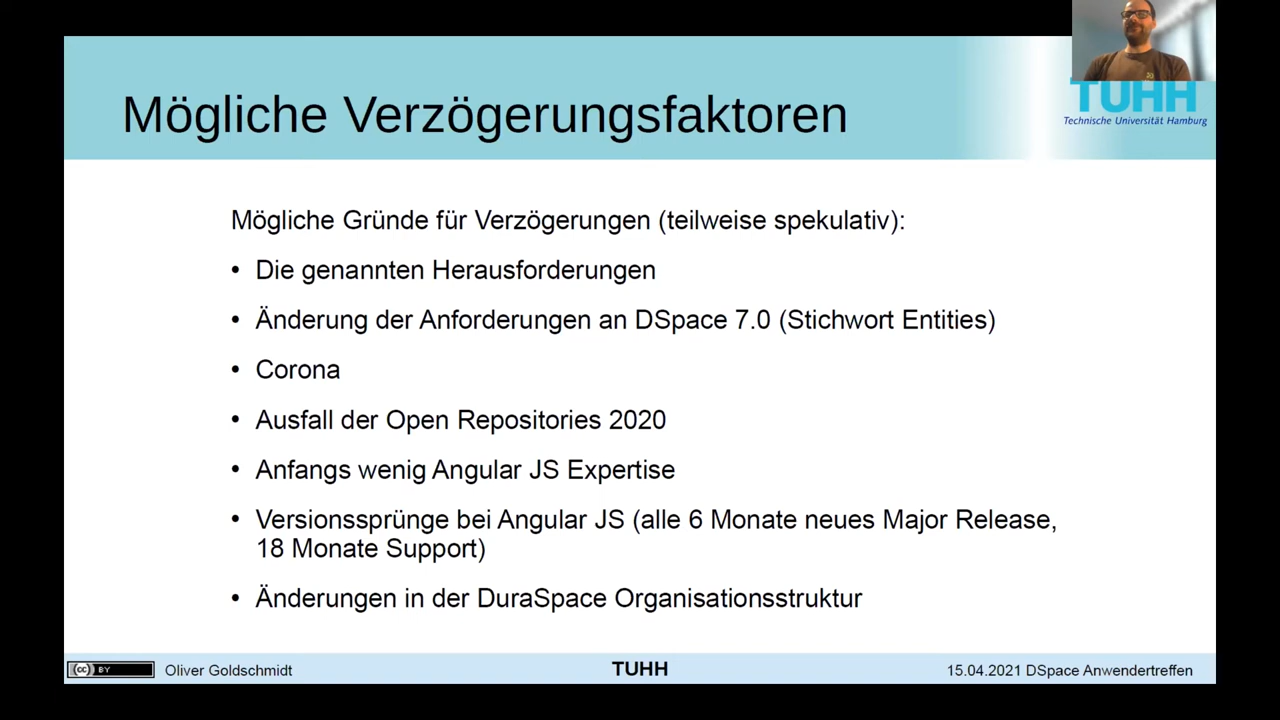 Mögliche Verzögerungsfaktoren
TUHH
Technische Universität Hamburg
Mögliche Gründe für Verzögerungen (teilweise spekulativ):
• Die genannten Herausforderungen
• Änderung der Anforderungen an DSpace 7.0 (Stichwort Entities)
• Corona
• Ausfall der Open Repositories 2020
• Anfangs wenig Angular JS Expertise
• Versionssprünge bei Angular JS (alle 6 Monate neues Major Release,
18 Monate Support)
• Änderungen in der DuraSpace Organisationsstruktur
cc BY Oliver Goldschmidt TUHH 15.04.2021 DSpace Anwendertreffen